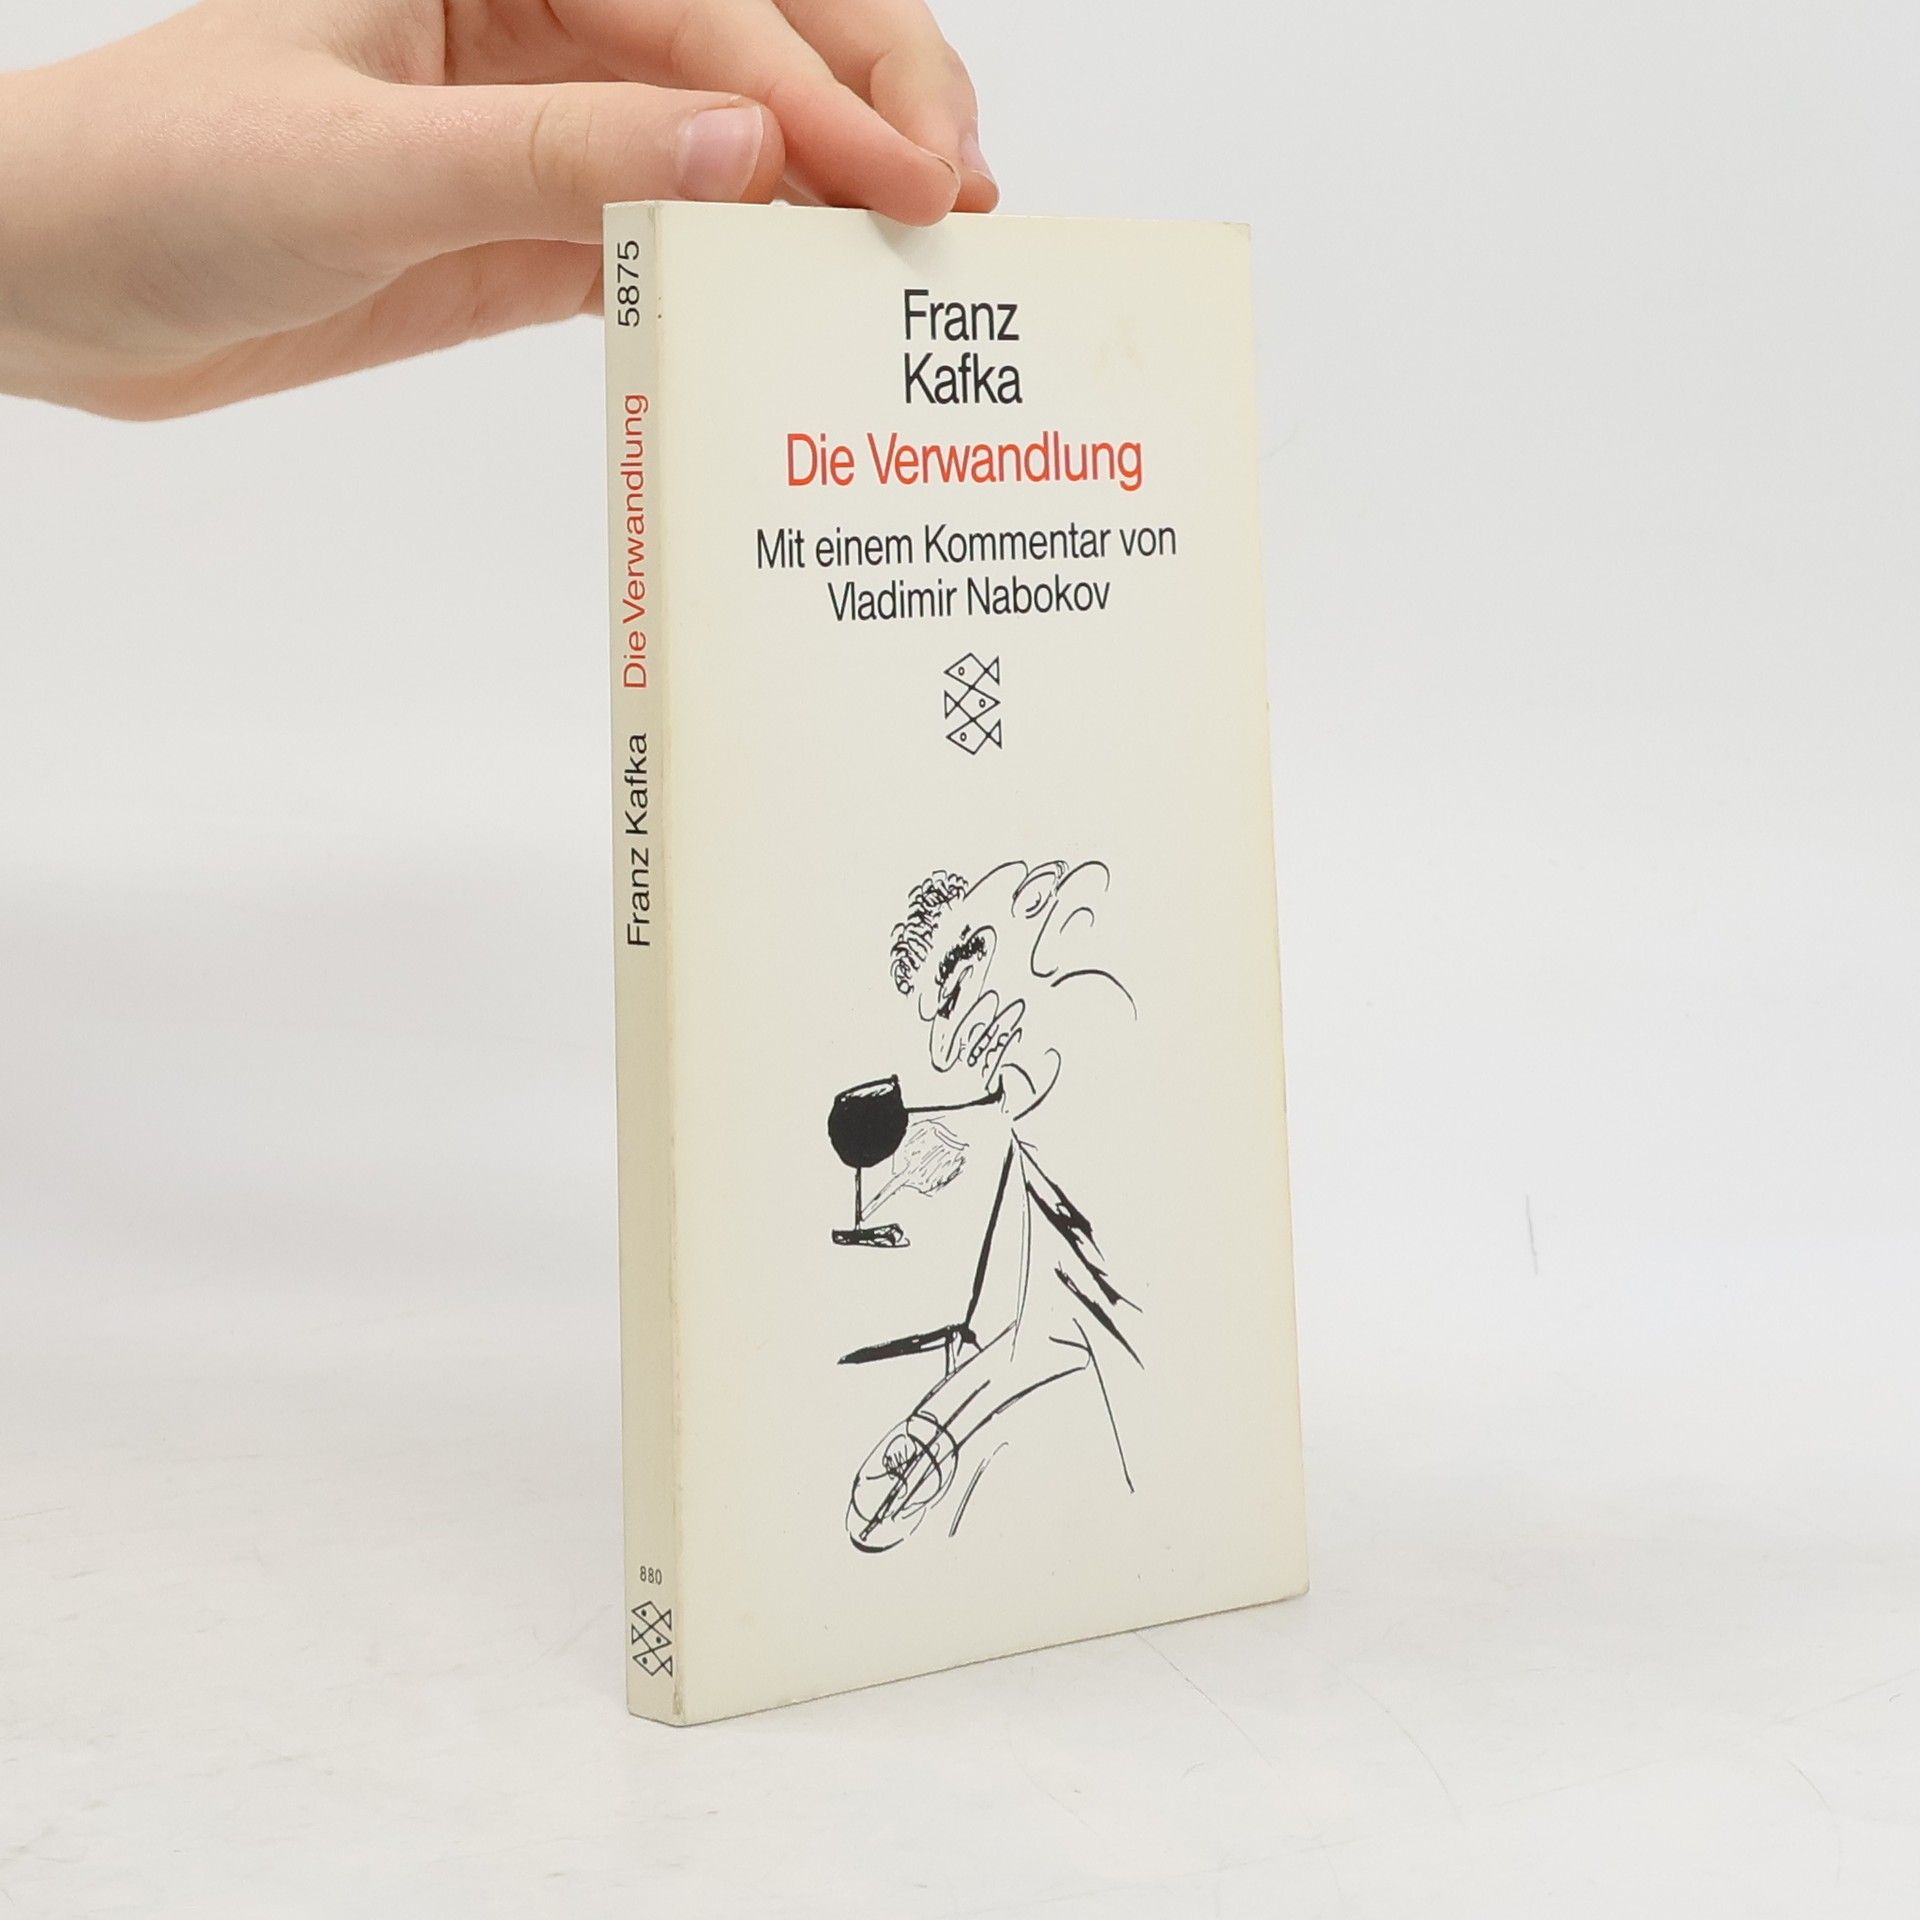 Franz
Kafka
Die Verwandlung
Mit einem Kommentar von
Vladimir Nabokov
Franz Kafka Die Verwandlung 5875
880